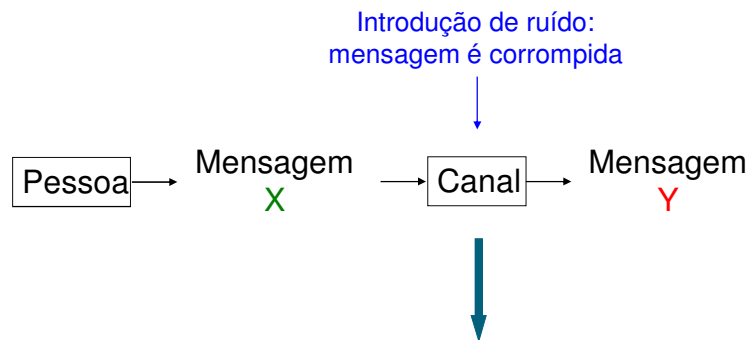 Introdução de ruído:
mensagem é corrompida
Pessoa
Mensagem
X
Canal
Mensagem
Y